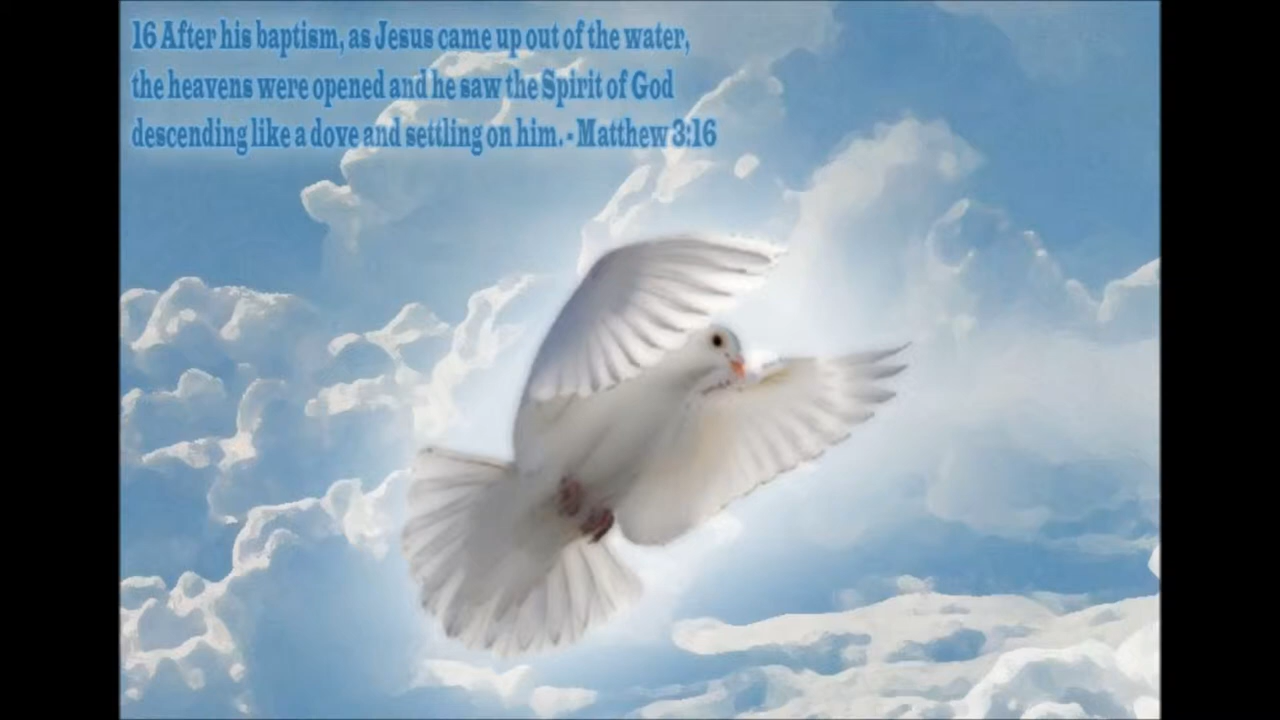 16 After his baptism, as Jesus came up out of the water,
the heavens were opened and he saw the Spirit of God
descending like a dove and settling on him. - Matthew 3:16